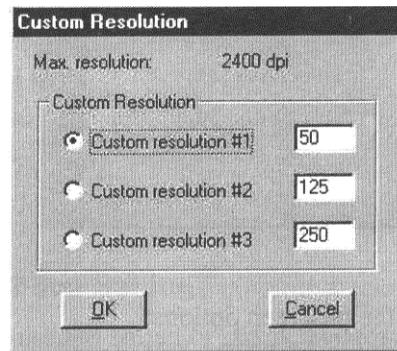 Custom Resolution
Max. resolution: 2400 dpi
Custom Resolution
Custom resolution #1 50
Custom resolution #2 125
Custom resolution #3 250
OK Cancel